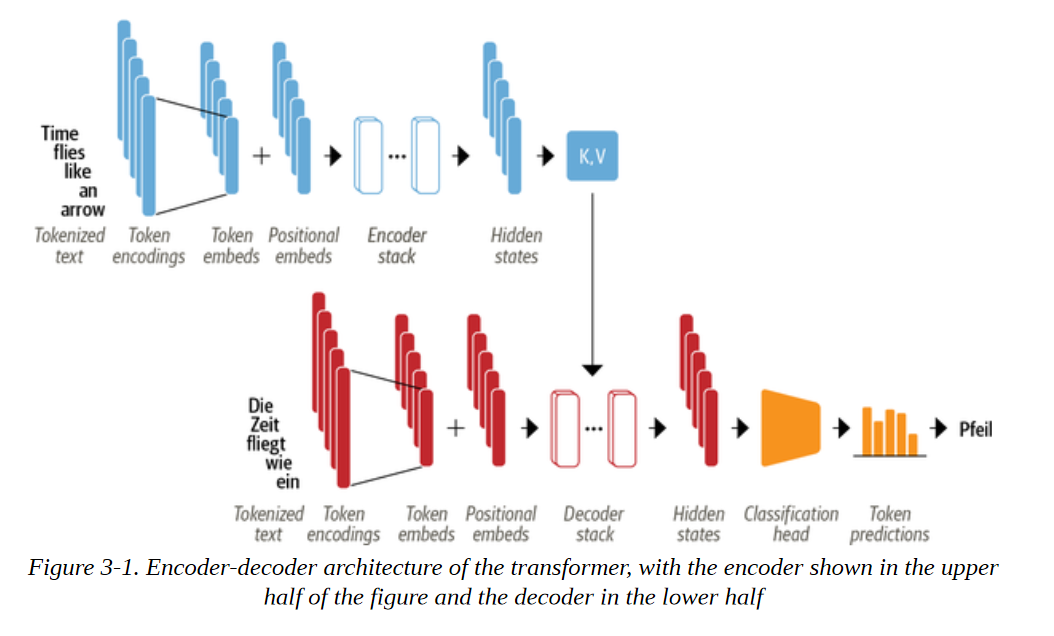 Time
flies
like
an
arrow
K,V
Tokenized text
Token encodings
Token embeds
Positional embeds
Encoder stack
Hidden states
Die
Zeit
fliegt
wie
ein
...
...
Pfeil
Tokenized text
Token encodings
Token embeds
Positional embeds
Decoder stack
Hidden states
Classification head
Token predictions
Figure 3-1. Encoder-decoder architecture of the transformer, with the encoder shown in the upper
half of the figure and the decoder in the lower half